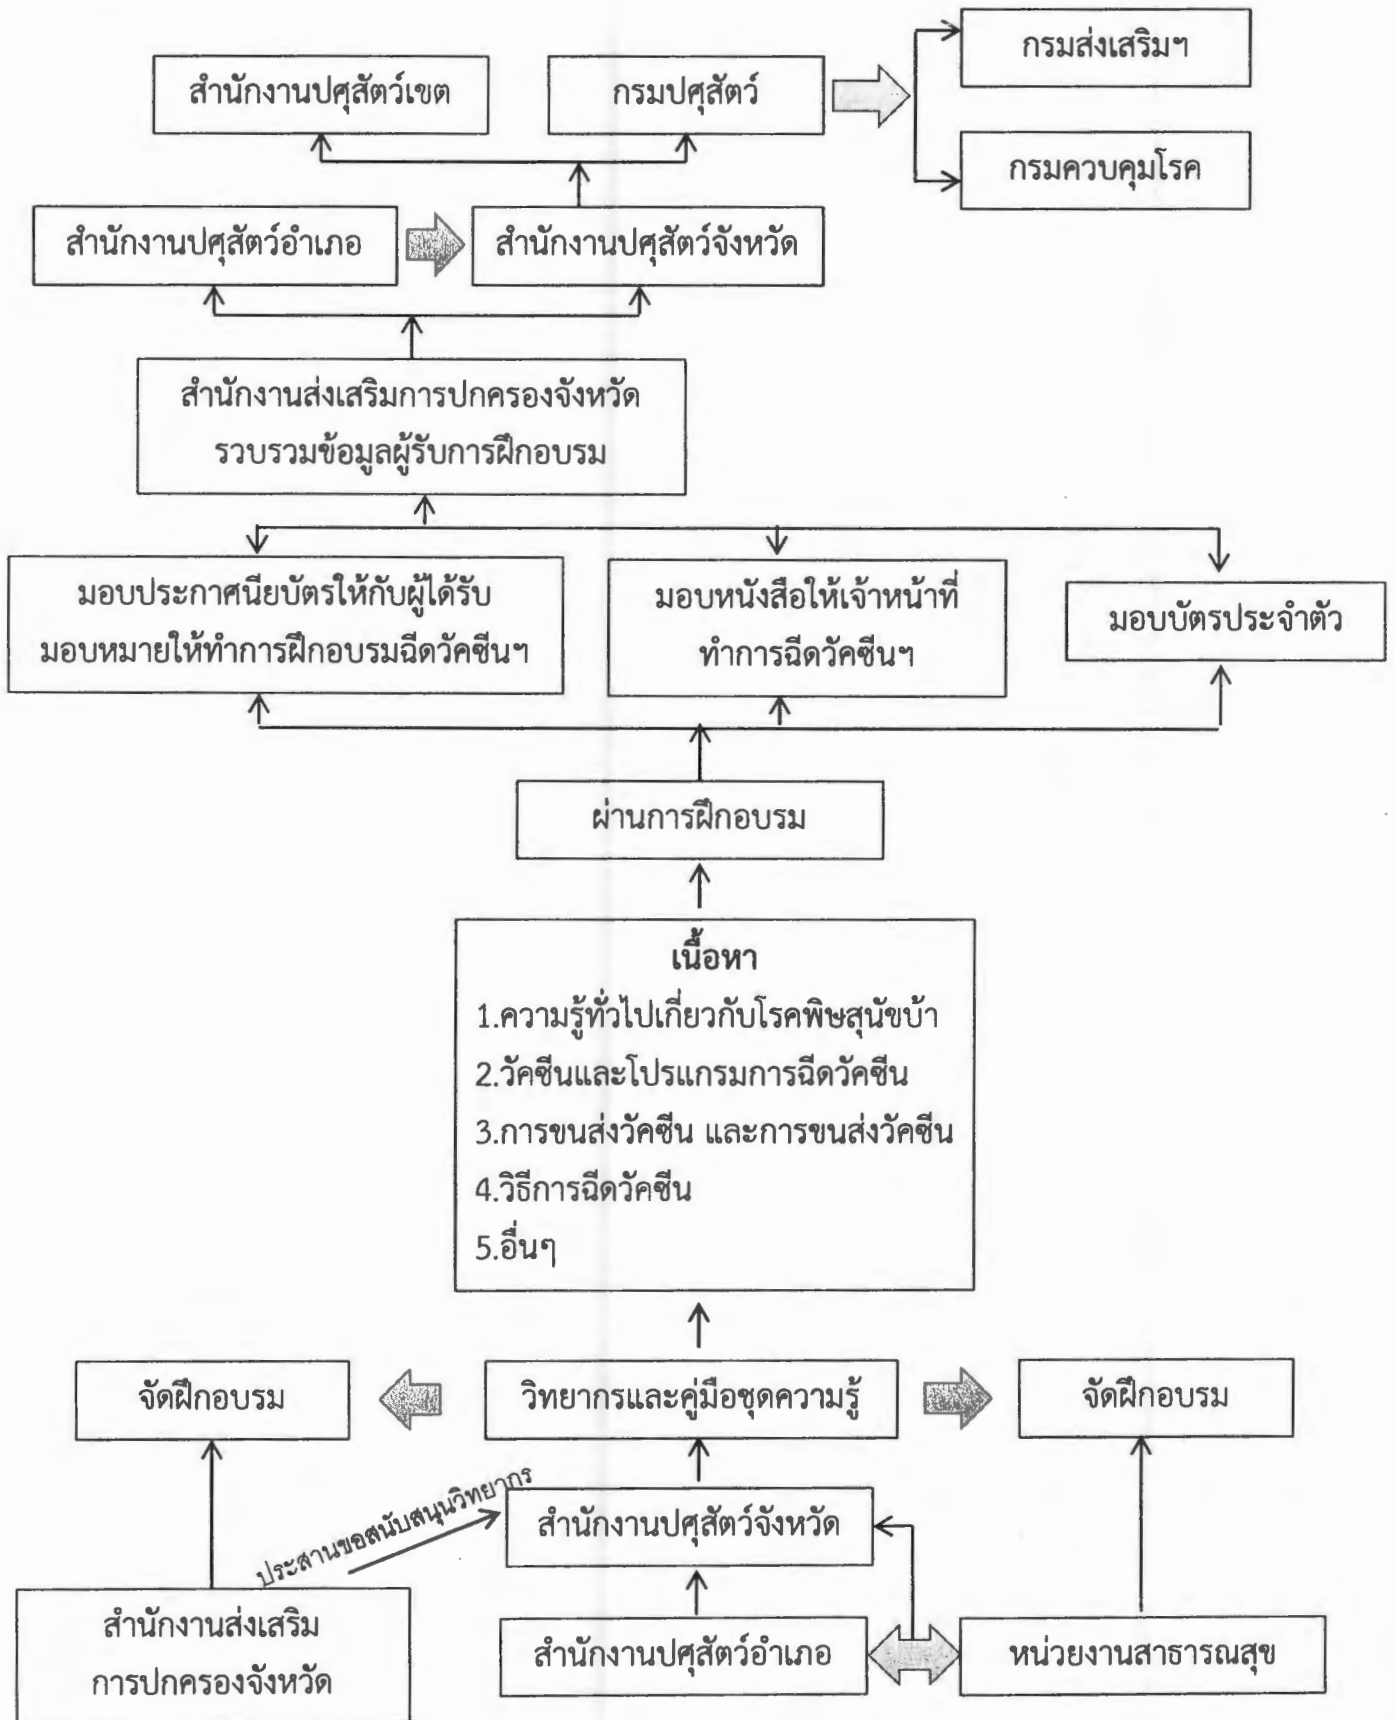 กรมส่งเสริมฯ
สำนักงานปศุสัตว์เขต
กรมปศุสัตว์
กรมควบคุมโรค
สำนักงานปศุสัตว์อำเภอ
สำนักงานปศุสัตว์จังหวัด
สำนักงานส่งเสริมการปกครองจังหวัด
รวบรวมข้อมูลผู้รับการฝึกอบรม
มอบประกาศนียบัตรให้กับผู้ได้รับ
มอบหมายให้ทำการฝึกอบรมฉีดวัคซีนฯ
มอบหนังสือให้เจ้าหน้าที่
ทำการฉีดวัคซีนฯ
มอบบัตรประจำตัว
ผ่านการฝึกอบรม
เนื้อหา
1.ความรู้ทั่วไปเกี่ยวกับโรคพิษสุนัขบ้า
2.วัคซีนและโปรแกรมการฉีดวัคซีน
3.การขนส่งวัคซีน และการขนส่งวัคซีน
4.วิธีการฉีดวัคซีน
5.อื่นๆ
จัดฝึกอบรม
วิทยากรและคู่มือชุดความรู้
จัดฝึกอบรม
ประสานขอสนับสนุนวิทยากร
สำนักงานปศุสัตว์จังหวัด
สำนักงานส่งเสริม
การปกครองจังหวัด
สำนักงานปศุสัตว์อำเภอ
หน่วยงานสาธารณสุข